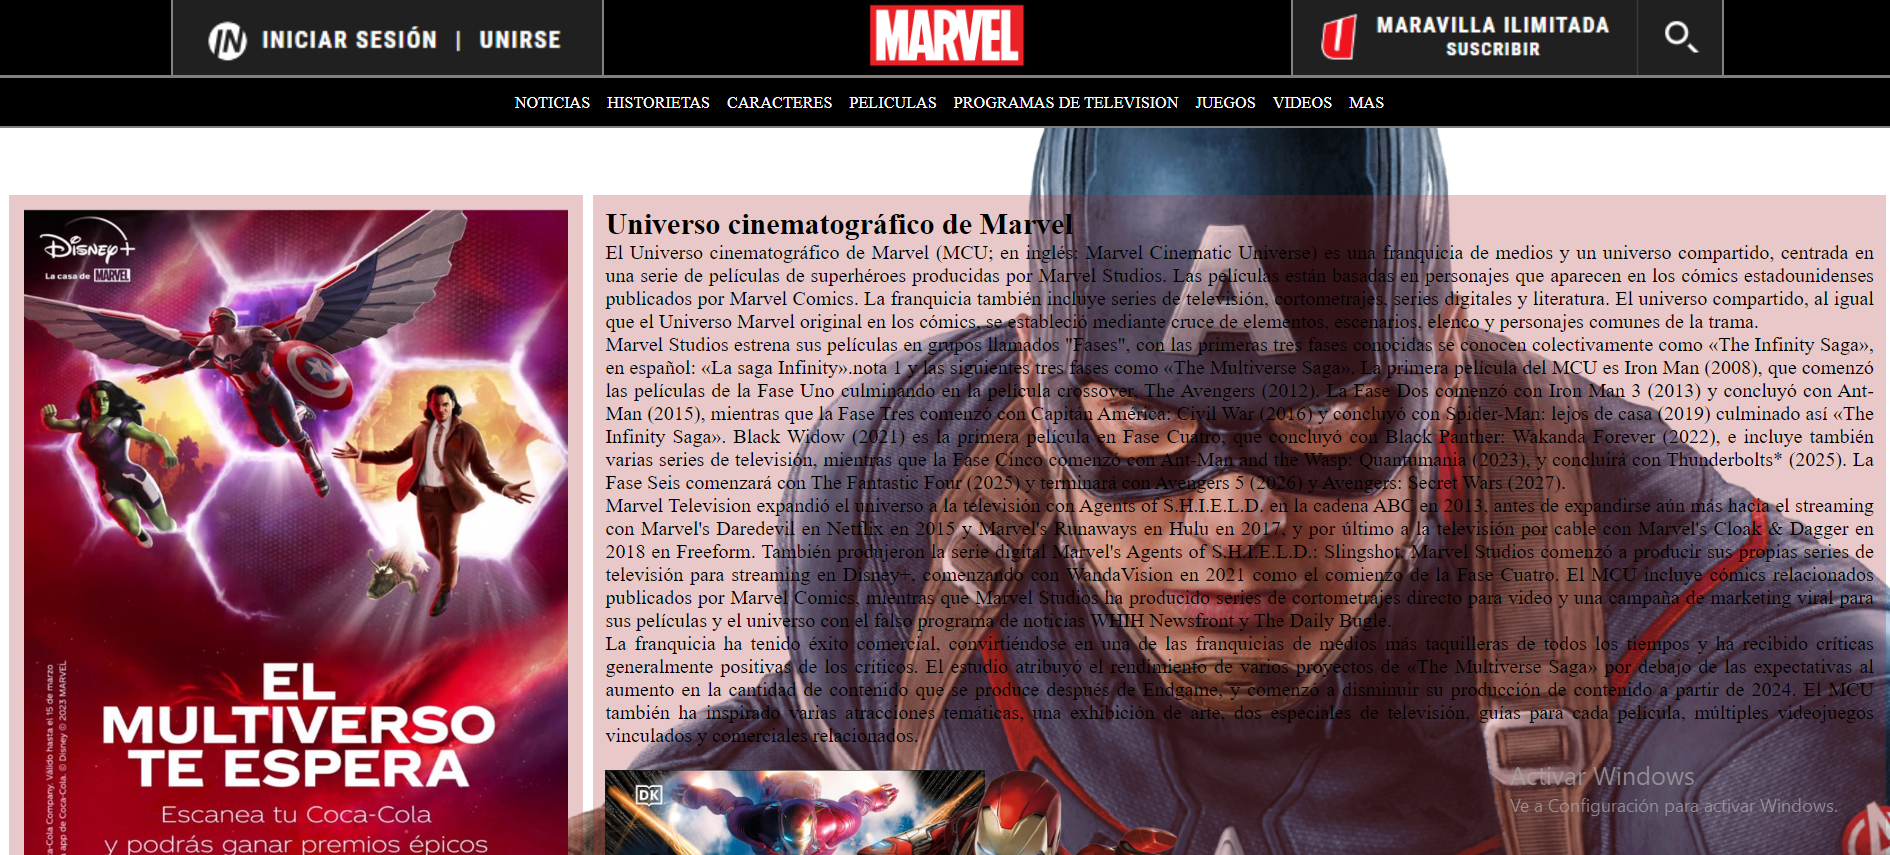 INICIAR SESIÓN | UNIRSE
MARVEL
MARAVILLA ILIMITADA
SUSCRIBIR
NOTICIAS HISTORIETAS CARACTERES PELICULAS PROGRAMAS DE TELEVISION JUEGOS VIDEOS MAS
Disney+
La casa de MARVEL
EL
MULTIVERSO
TE ESPERA
Escanea tu Coca-Cola
y podrás ganar premios épicos
-Cola Company. Válido hasta el 15 de marzo
app de Coca-Cola. © Disney © 2023 MARVEL
Universo cinematográfico de Marvel
El Universo cinematográfico de Marvel (MCU; en inglés: Marvel Cinematic Universe) es una franquicia de medios y un universo compartido, centrada en
una serie de películas de superhéroes producidas por Marvel Studios. Las películas están basadas en personajes que aparecen en los cómics estadounidenses
publicados por Marvel Comics. La franquicia también incluye series de televisión, cortometrajes, series digitales y literatura. El universo compartido, al igual
que el Universo Marvel original en los cómics, se estableció mediante cruce de elementos, escenarios, elenco y personajes comunes de la trama.
Marvel Studios estrena sus películas en grupos llamados "Fases", con las primeras tres fases conocidas se conocen colectivamente como «The Infinity Saga»,
en español: «La saga Infinity».nota 1 y las siguientes tres fases como «The Multiverse Saga». La primera película del MCU es Iron Man (2008), que comenzó
las películas de la Fase Uno culminando en la película crossover, The Avengers (2012). La Fase Dos comenzó con Iron Man 3 (2013) y concluyó con Ant-
Man (2015), mientras que la Fase Tres comenzó con Capitán América: Civil War (2016) y concluyó con Spider-Man: lejos de casa (2019) culminado así «The
Infinity Saga». Black Widow (2021) es la primera película en Fase Cuatro, que concluyó con Black Panther: Wakanda Forever (2022), e incluye también
varias series de televisión, mientras que la Fase Cinco comenzó con Ant-Man and the Wasp: Quantumania (2023), y concluirá con Thunderbolts* (2025). La
Fase Seis comenzará con The Fantastic Four (2025) y terminará con Avengers 5 (2026) y Avengers: Secret Wars (2027).
Marvel Television expandió el universo a la televisión con Agents of S.H.I.E.L.D. en la cadena ABC en 2013, antes de expandirse aún más hacia el streaming
con Marvel's Daredevil en Netflix en 2015 y Marvel's Runaways en Hulu en 2017, y por último a la televisión por cable con Marvel's Cloak & Dagger en
2018 en Freeform. También produjeron la serie digital Marvel's Agents of S.H.I.E.L.D.: Slingshot. Marvel Studios comenzó a producir sus propias series de
televisión para streaming en Disney+, comenzando con WandaVision en 2021 como el comienzo de la Fase Cuatro. El MCU incluye cómics relacionados
publicados por Marvel Comics, mientras que Marvel Studios ha producido series de cortometrajes directo para video y una campaña de marketing viral para
sus películas y el universo con el falso programa de noticias WHIH Newsfront y The Daily Bugle.
La franquicia ha tenido éxito comercial, convirtiéndose en una de las franquicias de medios más taquilleras de todos los tiempos y ha recibido críticas
generalmente positivas de los críticos. El estudio atribuyó el rendimiento de varios proyectos de «The Multiverse Saga» por debajo de las expectativas al
aumento en la cantidad de contenido que se produce después de Endgame, y comenzó a disminuir su producción de contenido a partir de 2024. El MCU
también ha inspirado varias atracciones temáticas, una exhibición de arte, dos especiales de televisión, guías para cada película, múltiples videojuegos
vinculados y comerciales relacionados.
DK
Activar Windows
Ve a Configuración para activar Windows.